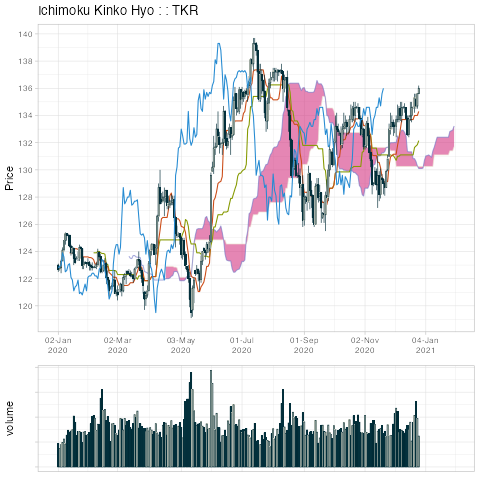 Ichimoku Kinko Hyo : : TKR
Price
140
138
136
134
132
130
128
126
124
122
120
02-Jan 02-Mar 03-May 01-Jul 01-Sep 02-Nov 04-Jan
2020 2020 2020 2020 2020 2020 2021
volume